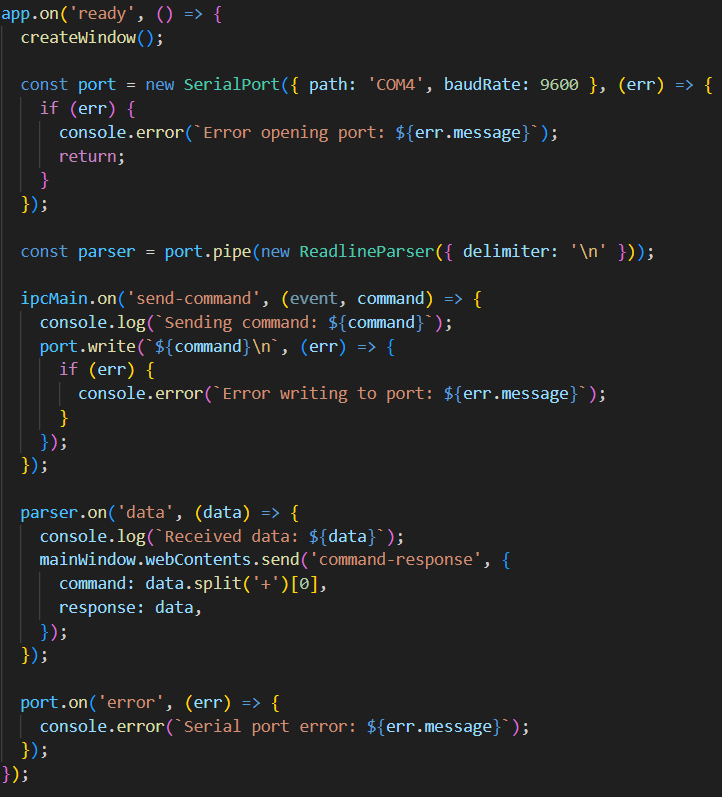 app.on('ready', () => {
  createWindow();

  const port = new SerialPort({ path: 'COM4', baudRate: 9600 }, (err) => {
    if (err) {
      console.error(`Error opening port: ${err.message}`);
      return;
    }
  });

  const parser = port.pipe(new ReadlineParser({ delimiter: '\n' }));

  ipcMain.on('send-command', (event, command) => {
    console.log(`Sending command: ${command}`);
    port.write(`${command}\n`, (err) => {
      if (err) {
        console.error(`Error writing to port: ${err.message}`);
      }
    });
  });

  parser.on('data', (data) => {
    console.log(`Received data: ${data}`);
    mainWindow.webContents.send('command-response', {
      command: data.split('+')[0],
      response: data,
    });
  });

  port.on('error', (err) => {
    console.error(`Serial port error: ${err.message}`);
  });
});